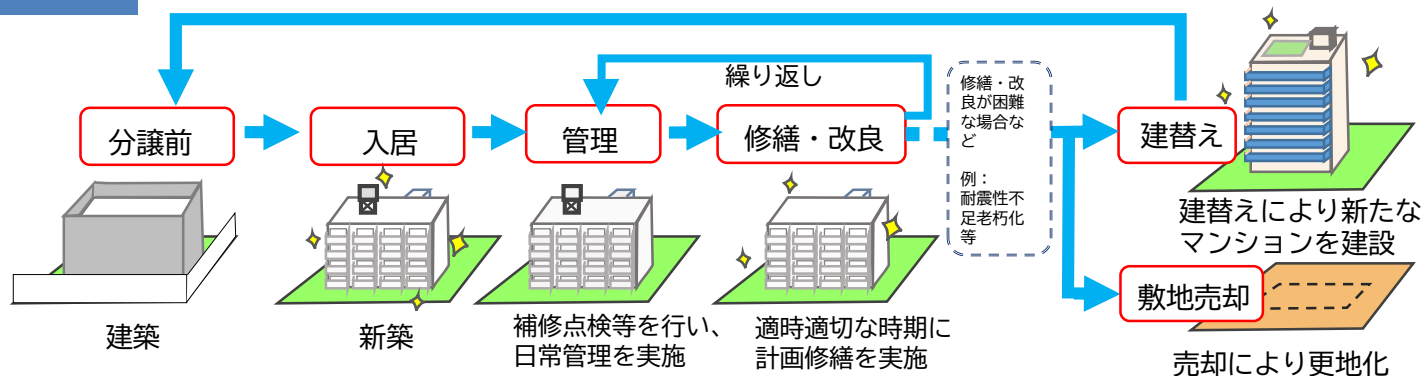 繰り返し
分譲前
入居
管理
修繕・改良
修繕・改
良が困難
な場合な
ど
例：
耐震性不
足老朽化
等
建替え
建替えにより新たな
マンションを建設
敷地売却
売却により更地化
建築
新築
補修点検等を行い、
日常管理を実施
適時適切な時期に
計画修繕を実施